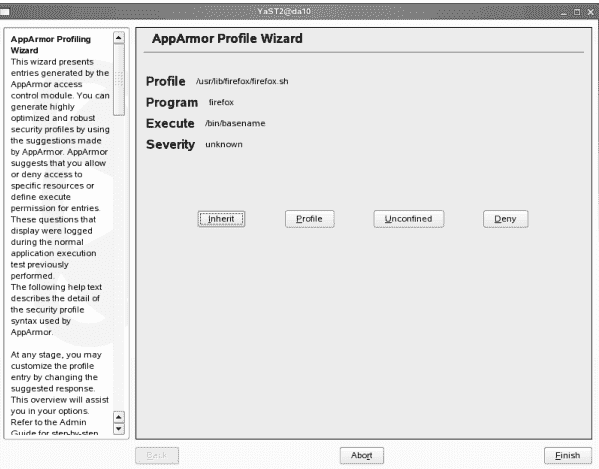 YaST2@da10
AppArmor Profiling
Wizard
This wizard presents
entries generated by the
AppArmor access
control module. You can
generate highly
optimized and robust
security profiles by using
the suggestions made
by AppArmor. AppArmor
suggests that you allow
or deny access to
specific resources or
define execute
permission for entries.
These questions that
display were logged
during the normal
application execution
test previously
performed.
The following help text
describes the detail of
the security profile
syntax used by
AppArmor.
At any stage, you may
customize the profile
entry by changing the
suggested response.
This overview will assist
you in your options.
Refer to the Admin
Guide for step-by-step
AppArmor Profile Wizard
Profile /usr/lib/firefox/firefox.sh
Program firefox
Execute /bin/basename
Severity unknown
Inherit Profile Unconfined Deny
Back Abort Finish